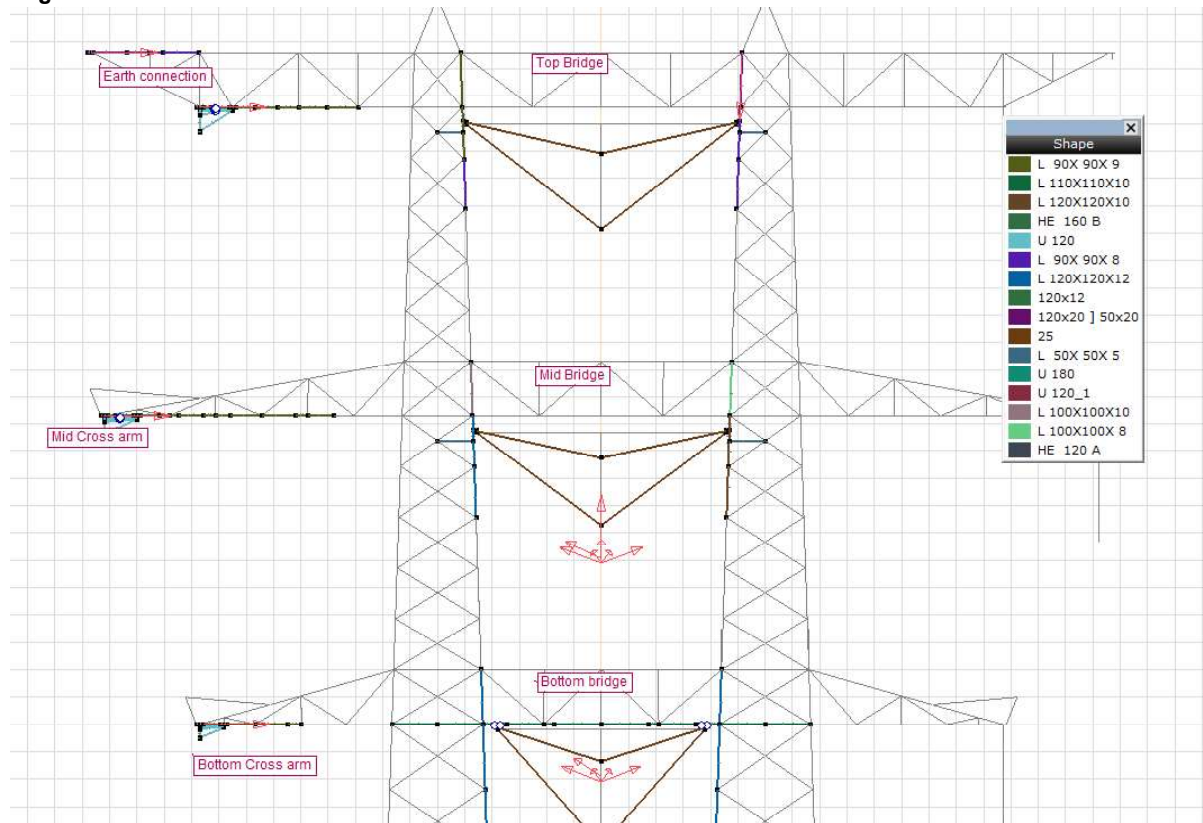 Earth connection
Top Bridge
Mid Bridge
Mid Cross arm
Bottom bridge
Bottom Cross arm
Shape
L 90X 90X 9
L 110X110X10
L 120X120X10
HE 160 B
U 120
L 90X 90X 8
L 120X120X12
120x12
120x20 ] 50x20
25
L 50X 50X 5
U 180
U 120_1
L 100X100X10
L 100X100X 8
HE 120 A